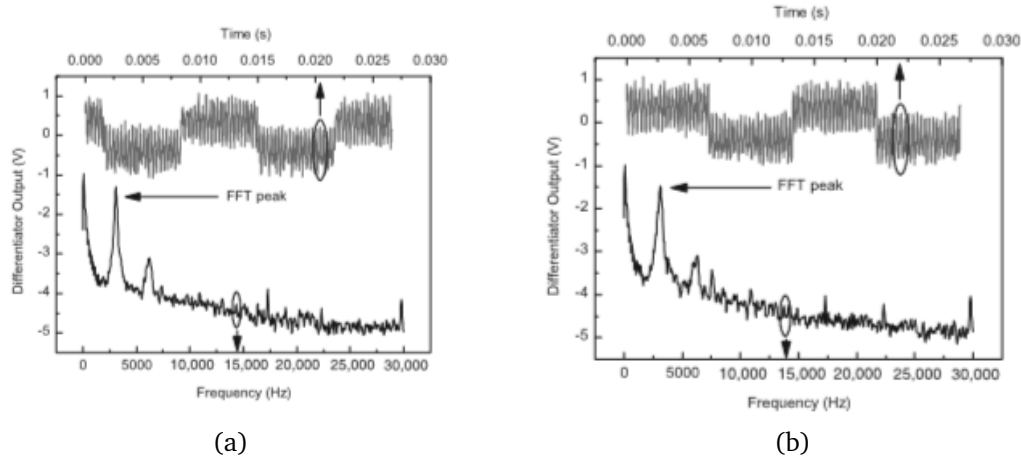 Time (s)
0.000 0.005 0.010 0.015 0.020 0.025 0.030
Differentiator Output (V)
1
0
-1
-2
-3
-4
-5
FFT peak
0 5000 10,000 15,000 20,000 25,000 30,000
Frequency (Hz)
(a)
Time (s)
0.000 0.005 0.010 0.015 0.020 0.025 0.030
Differentiator Output (V)
1
0
-1
-2
-3
-4
-5
FFT peak
0 5000 10,000 15,000 20,000 25,000 30,000
Frequency (Hz)
(b)